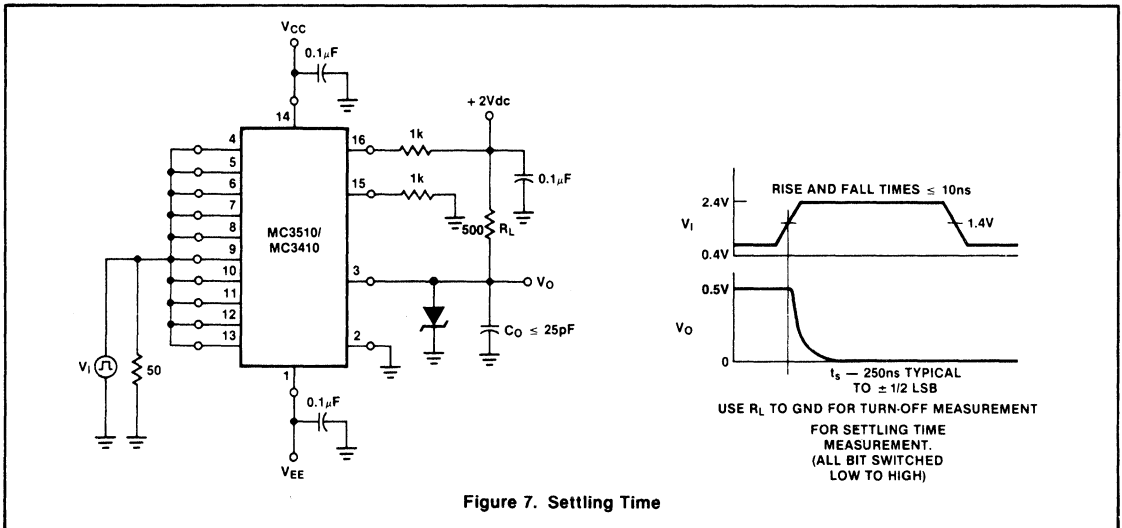 VCC
0.1μF
14
+ 2Vdc
4
5
6
7
8
9
10
11
12
13
MC3510/
MC3410
16
1k
15
1k
0.1μF
500 RL
3
VO
CO ≤ 25pF
2
VI
50
1
0.1μF
VEE
RISE AND FALL TIMES ≤ 10ns
2.4V
VI
1.4V
0.4V
0.5V
VO
0
ts — 250ns TYPICAL
TO ± 1/2 LSB
USE RL TO GND FOR TURN-OFF MEASUREMENT
FOR SETTLING TIME
MEASUREMENT.
(ALL BIT SWITCHED
LOW TO HIGH)
Figure 7. Settling Time